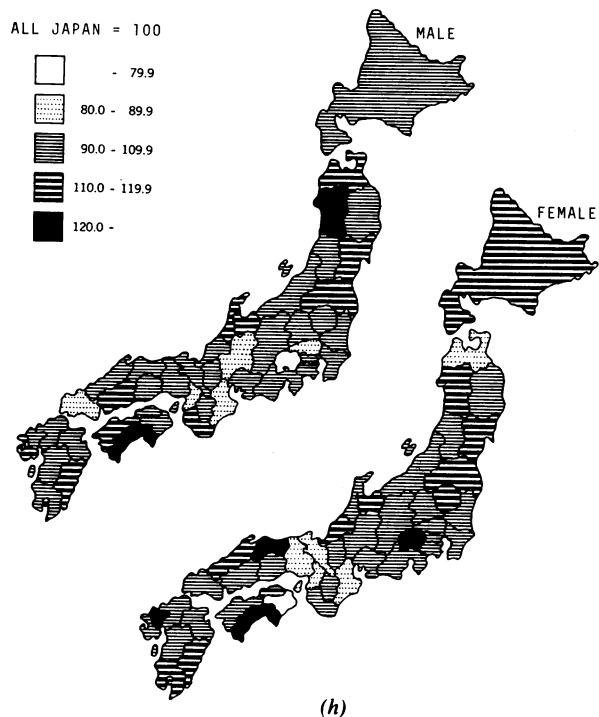 ALL JAPAN = 100
- 79.9
80.0 - 89.9
90.0 - 109.9
110.0 - 119.9
120.0 -
MALE
FEMALE
(h)